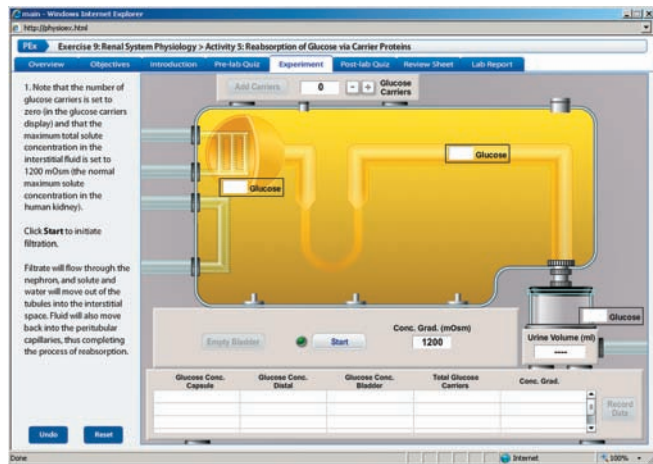 main - Windows Internet Explorer
http://physioex.html
PEx Exercise 9: Renal System Physiology > Activity 5: Reabsorption of Glucose via Carrier Proteins
Overview Objectives Introduction Pre-lab Quiz Experiment Post-lab Quiz Review Sheet Lab Report
1. Note that the number of
glucose carriers is set to
zero (in the glucose carriers
display) and that the
maximum total solute
concentration in the
interstitial fluid is set to
1200 mOsm (the normal
maximum solute
concentration in the
human kidney).
Click Start to initiate
filtration.
Filtrate will flow through the
nephron, and solute and
water will move out of the
tubules into the interstitial
space. Fluid will also move
back into the peritubular
capillaries, thus completing
the process of reabsorption.
Undo Reset
Add Carriers 0 - + Glucose
Carriers
Glucose
Glucose
Glucose
Conc. Grad. (mOsm)
Empty Bladder Start 1200
Urine Volume (ml)
----
Glucose Conc.
Capsule
Glucose Conc.
Distal
Glucose Conc.
Bladder
Total Glucose
Carriers
Conc. Grad.
Record
Data
Done Internet 100%